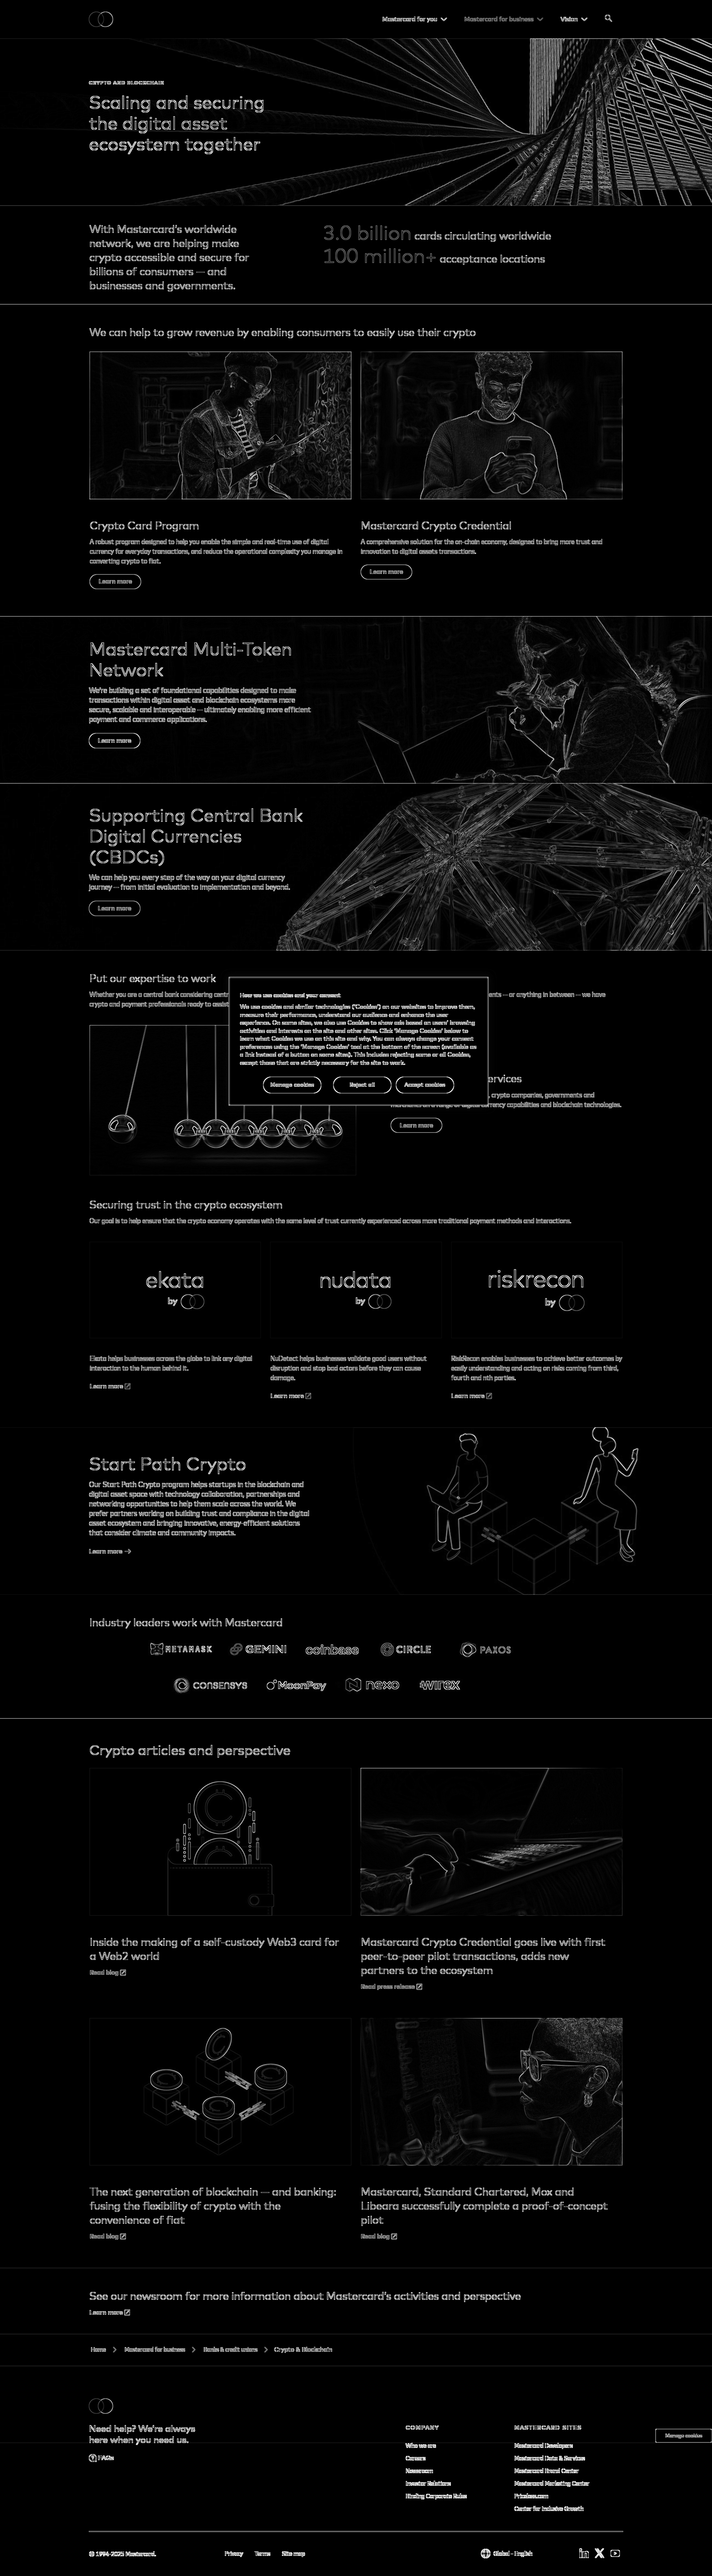 Mastercard for you
Mastercard for business
Vision
CRYPTO AND BLOCKCHAIN
Scaling and securing
the digital asset
ecosystem together
With Mastercard's worldwide
network, we are helping make
crypto accessible and secure for
billions of consumers — and
businesses and governments.
3.0 billion cards circulating worldwide
100 million+ acceptance locations
We can help to grow revenue by enabling consumers to easily use their crypto
Crypto Card Program
A robust program designed to help you enable the simple and real-time use of digital
currency for everyday transactions, and reduce the operational complexity you manage in
converting crypto to fiat.
Learn more
Mastercard Crypto Credential
A comprehensive solution for the on-chain economy, designed to bring more trust and
innovation to digital assets transactions.
Learn more
Mastercard Multi-Token
Network
We're building a set of foundational capabilities designed to make
transactions within digital asset and blockchain ecosystems more
secure, scalable and interoperable — ultimately enabling more efficient
payment and commerce applications.
Learn more
Supporting Central Bank
Digital Currencies
(CBDCs)
We can help you every step of the way on your digital currency
journey — from initial evaluation to implementation and beyond.
Learn more
Put our expertise to work
Whether you are a central bank considering
— or anything in between — we have
crypto and payment professionals ready to
How we use cookies and your consent
We use cookies and similar technologies ("Cookies") on our websites to improve them,
measure their performance, understand our audience and enhance the user
experience. On some sites, we also use Cookies to show ads based on users' browsing
activities and interests on the site and other sites. Click 'Manage Cookies' below to
learn what Cookies we use on this site and why. You can always change your consent
preferences using the 'Manage Cookies' tool at the bottom of the screen (available as
a link instead of a button on some sites). This includes rejecting some or all Cookies,
except those that are strictly necessary for the site to work.
Manage cookies
Reject all
Accept cookies
, crypto companies, governments and
currency capabilities and blockchain technologies.
Learn more
Securing trust in the crypto ecosystem
Our goal is to help ensure that the crypto economy operates with the same level of trust currently experienced across more traditional payment methods and interactions.
ekata
by
nudata
by
riskrecon
by
Ekata helps businesses across the globe to link any digital
interaction to the human behind it.
Learn more
NuDetect helps businesses validate good users without
disruption and stop bad actors before they can cause
damage.
Learn more
RiskRecon enables businesses to achieve better outcomes by
easily understanding and acting on risks coming from third,
fourth and nth parties.
Learn more
Start Path Crypto
Our Start Path Crypto program helps startups in the blockchain and
digital asset space with technology collaboration, partnerships and
networking opportunities to help them scale across the world. We
prefer partners working on building trust and compliance in the digital
asset ecosystem and bringing innovative, energy-efficient solutions
that consider climate and community impacts.
Learn more
Industry leaders work with Mastercard
METAMASK
GEMINI
coinbase
CIRCLE
PAXOS
CONSENSYS
MoonPay
nexo
wirex
Crypto articles and perspective
Inside the making of a self-custody Web3 card for
a Web2 world
Read blog
Mastercard Crypto Credential goes live with first
peer-to-peer pilot transactions, adds new
partners to the ecosystem
Read press release
The next generation of blockchain — and banking:
fusing the flexibility of crypto with the
convenience of fiat
Read blog
Mastercard, Standard Chartered, Mox and
Libeara successfully complete a proof-of-concept
pilot
Read blog
See our newsroom for more information about Mastercard's activities and perspective
Learn more
Home
Mastercard for business
Banks & credit unions
Crypto & Blockchain
Need help? We're always
here when you need us.
FAQs
COMPANY
Who we are
Careers
Newsroom
Investor Relations
Binding Corporate Rules
MASTERCARD SITES
Mastercard Developers
Mastercard Data & Services
Mastercard Brand Center
Mastercard Marketing Center
Priceless.com
Center for Inclusive Growth
Manage cookies
© 1994-2025 Mastercard.
Privacy
Terms
Site map
Global - English